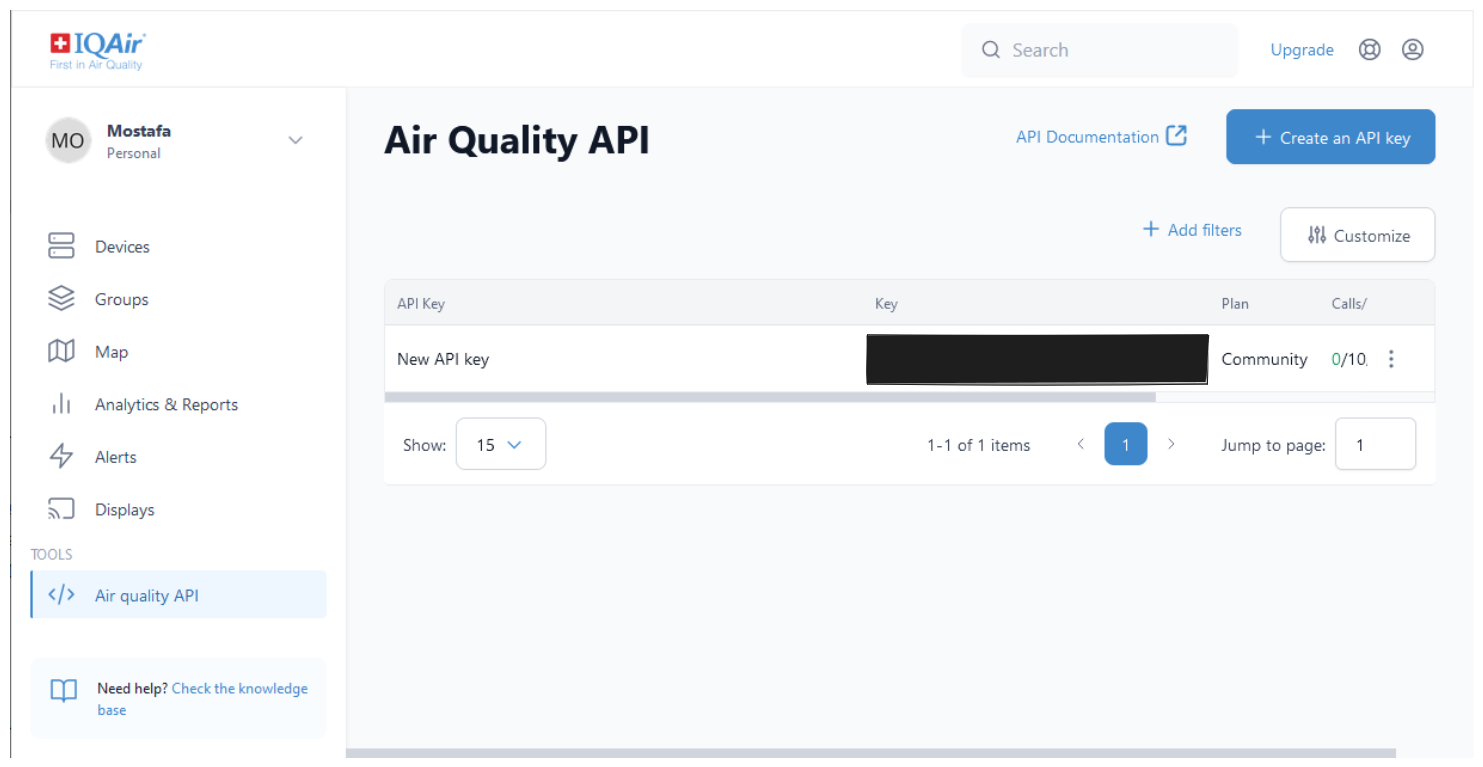 IQAir
First in Air Quality
Search
Upgrade
MO
Mostafa
Personal
Devices
Groups
Map
Analytics & Reports
Alerts
Displays
TOOLS
Air quality API
Need help? Check the knowledge
base
Air Quality API
API Documentation
Create an API key
Add filters
Customize
API Key Key Plan Calls/
New API key Community 0/10,
Show: 15 1-1 of 1 items 1 Jump to page: 1